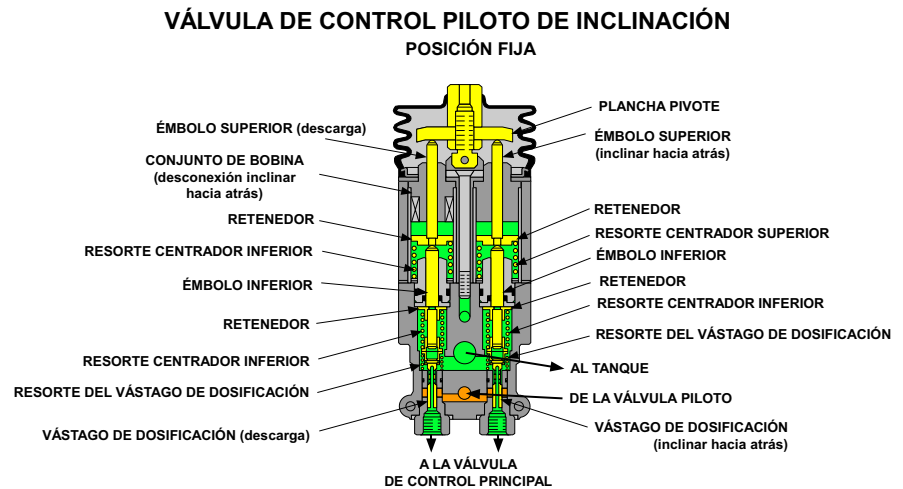 VÁLVULA DE CONTROL PILOTO DE INCLINACIÓN
POSICIÓN FIJA
ÉMBOLO SUPERIOR (descarga)
CONJUNTO DE BOBINA
(desconexión inclinar
hacia atrás)
RETENEDOR
RESORTE CENTRADOR INFERIOR
ÉMBOLO INFERIOR
RETENEDOR
RESORTE CENTRADOR INFERIOR
RESORTE DEL VÁSTAGO DE DOSIFICACIÓN
VÁSTAGO DE DOSIFICACIÓN (descarga)
PLANCHA PIVOTE
ÉMBOLO SUPERIOR
(inclinar hacia atrás)
RETENEDOR
RESORTE CENTRADOR SUPERIOR
ÉMBOLO INFERIOR
RETENEDOR
RESORTE CENTRADOR INFERIOR
RESORTE DEL VÁSTAGO DE DOSIFICACIÓN
AL TANQUE
DE LA VÁLVULA PILOTO
VÁSTAGO DE DOSIFICACIÓN
(inclinar hacia atrás)
A LA VÁLVULA
DE CONTROL PRINCIPAL